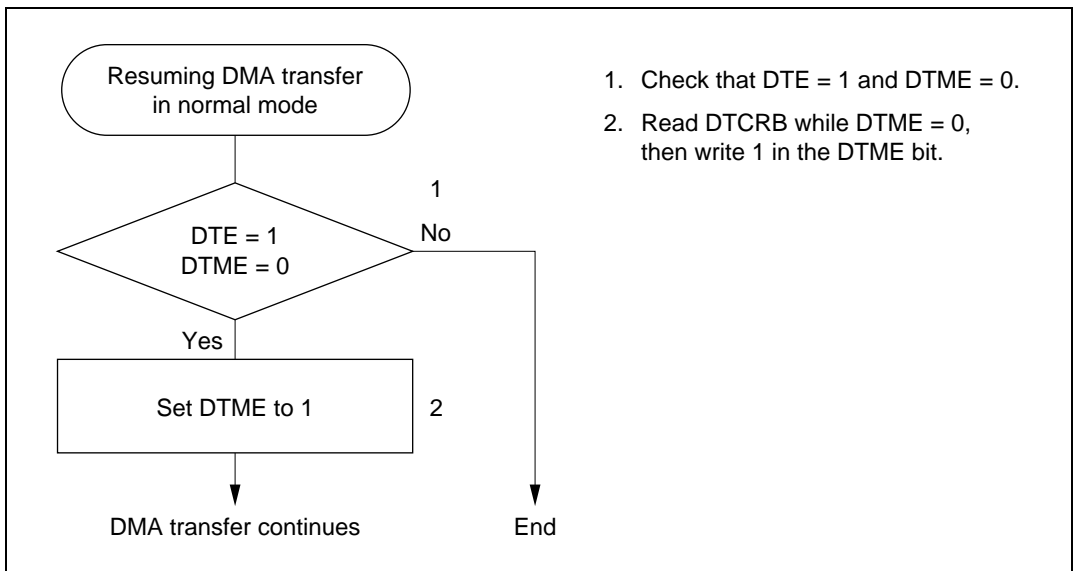 Resuming DMA transfer
in normal mode
1
DTE = 1
DTME = 0
No
Yes
Set DTME to 1
2
DMA transfer continues
End
1. Check that DTE = 1 and DTME = 0.
2. Read DTCRB while DTME = 0,
then write 1 in the DTME bit.